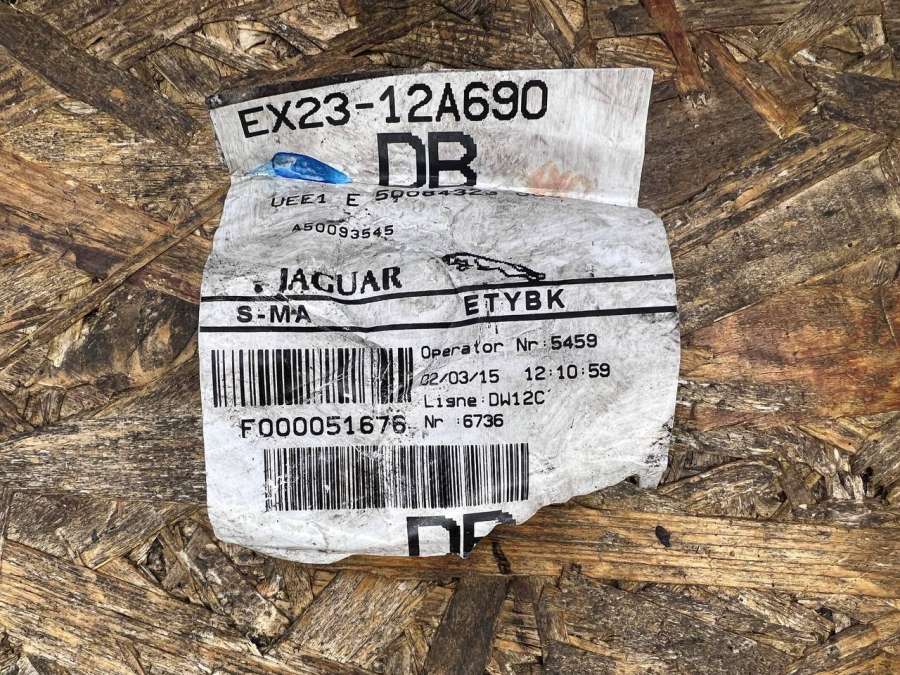 EX23-12A690
DB
UEE1 E
A50093545
JAGUAR
S-MA ETYBK
Operator Nr:5459
02/03/15 12:10:59
Ligne:DW12C
F000051676 Nr :6736